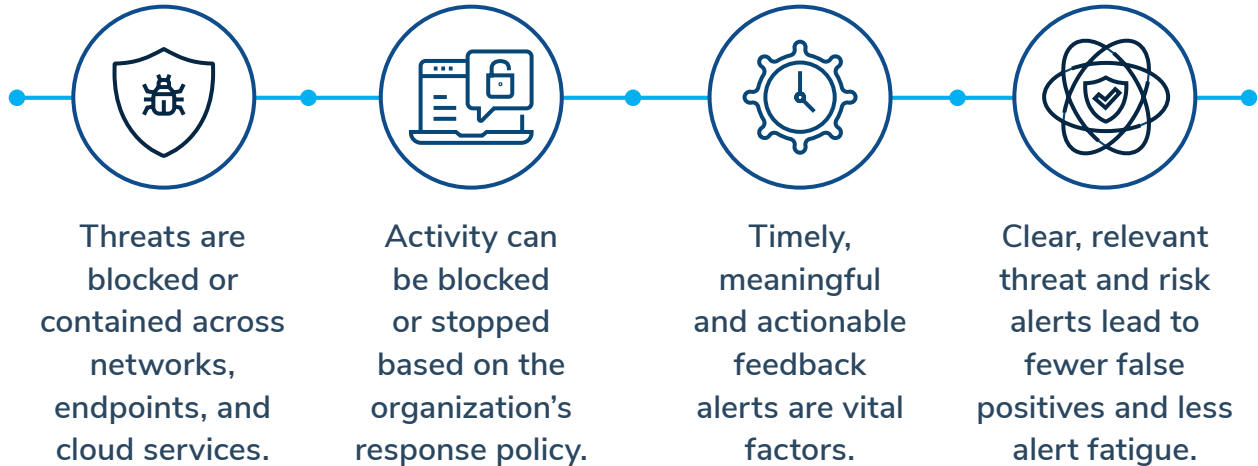 Threats are
blocked or
contained across
networks,
endpoints, and
cloud services.
Activity can
be blocked
or stopped
based on the
organization’s
response policy.
Timely,
meaningful
and actionable
feedback
alerts are vital
factors.
Clear, relevant
threat and risk
alerts lead to
fewer false
positives and less
alert fatigue.